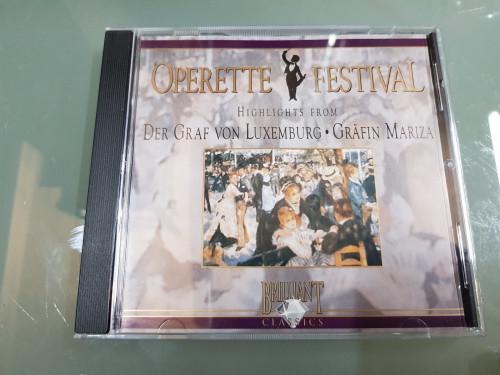 OPERETTE FESTIVAL
HIGHLIGHTS FROM
DER GRAF VON LUXEMBURG • GRÄFIN MARIZA
BRILLIANT
CLASSICS